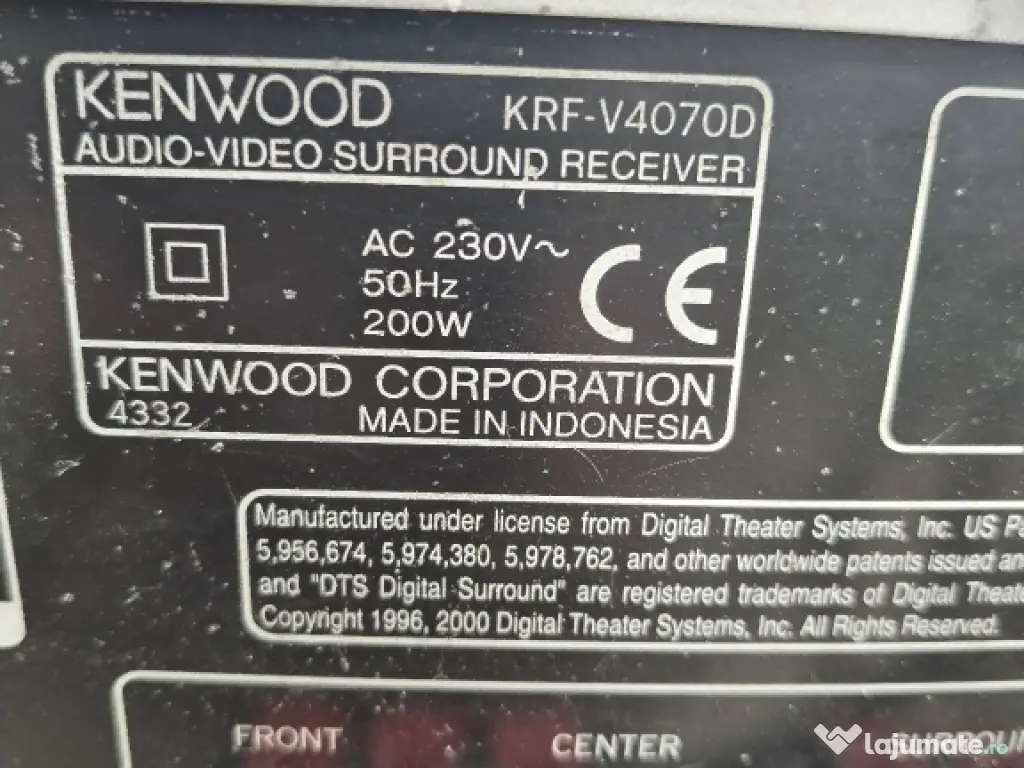 KENWOOD KRF-V4070D
AUDIO-VIDEO SURROUND RECEIVER
AC 230V~
50Hz
200W
CE
KENWOOD CORPORATION
4332 MADE IN INDONESIA
Manufactured under license from Digital Theater Systems, Inc. US
5,956,674, 5,974,380, 5,978,762, and other worldwide patents issued
and "DTS Digital Surround" are registered trademarks of Digital
Copyright 1996, 2000 Digital Theater Systems, Inc. All Rights Reserved.
FRONT CENTER
lajumate.ro